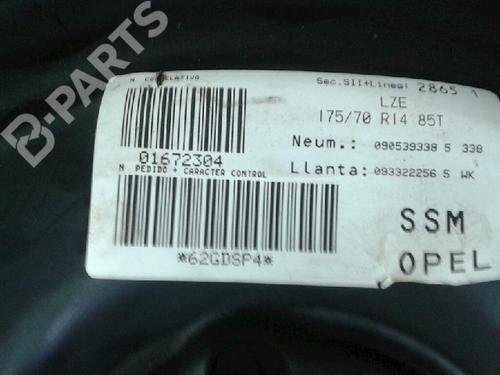 B-PARTS
N CORRELATIVO
Sec.SII+Lines: 2865 1
LZE
175/70 R14 85T
01672304
Neum.: 090539338 5 338
N PEDIDO + CARACTER CONTROL
Llanta: 093322256 5 WK
*62GDSP4*
SSM
OPEL